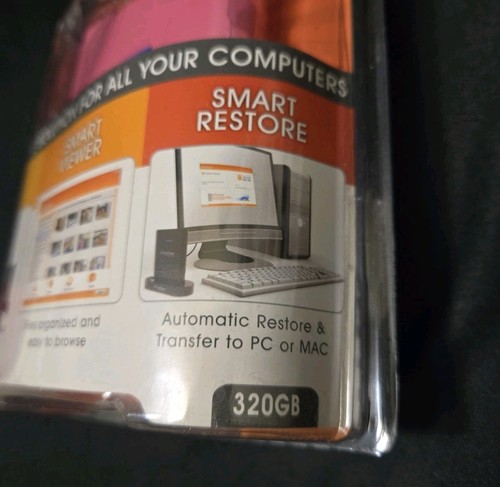 FOR ALL YOUR COMPUTERS
SMART
VIEWER
SMART
RESTORE
organized and
easy to browse
Automatic Restore &
Transfer to PC or MAC
320GB